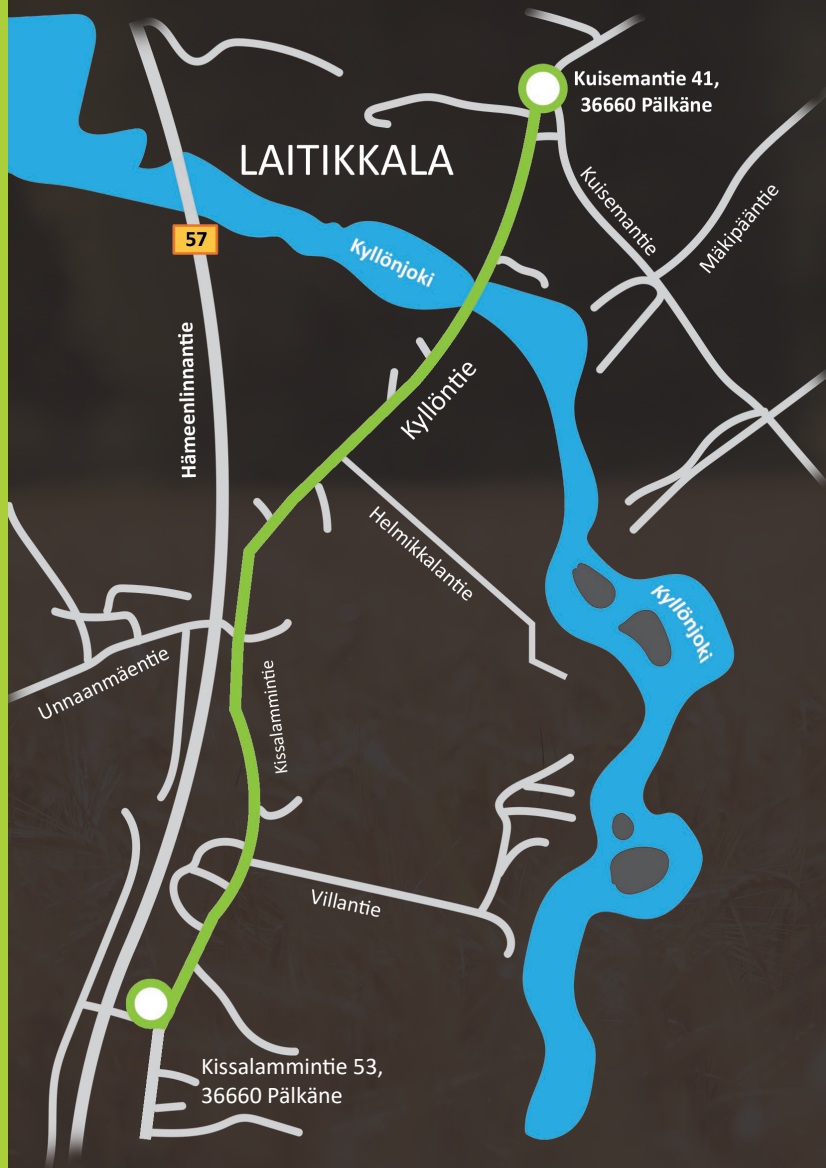 Kuisemantie 41,
36660 Pälkäne
LAITIKKALA
Kuisemantie
Mäkipääntie
57
Kyllönjoki
Hämeenlinnantie
Kyllöntie
Helmikkalantie
Kyllönjoki
Unnaanmäentie
Kissalammintie
Villantie
Kissalammintie 53,
36660 Pälkäne